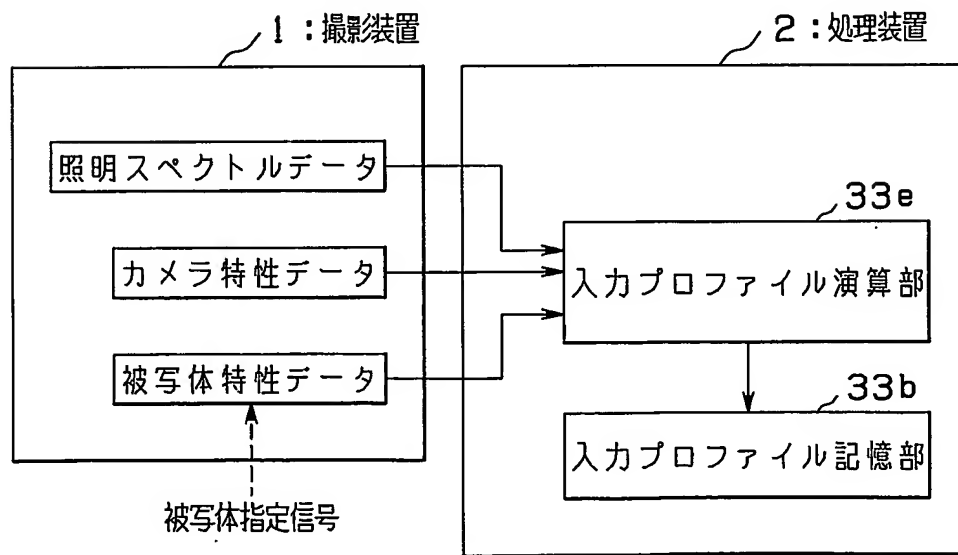 1:撮影装置
2:処理装置
照明スペクトルデータ
カメラ特性データ
被写体特性データ
被写体指定信号
33e
入力プロファイル演算部
33b
入力プロファイル記憶部